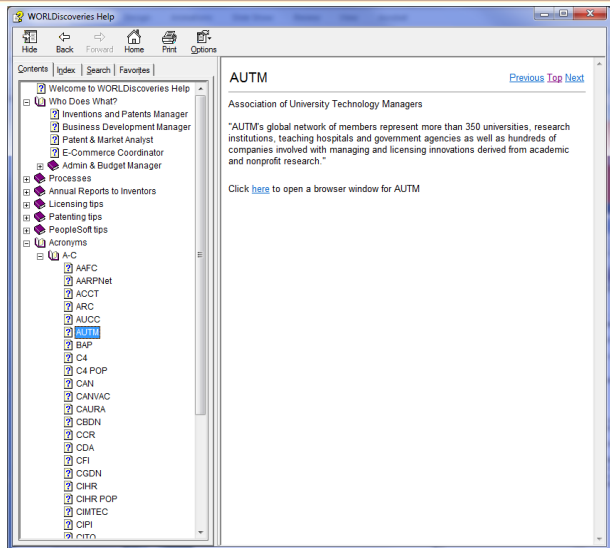 WORLDiscoveries Help
Hide Back Forward Home Print Options
Contents Index Search Favorites
Welcome to WORLDiscoveries Help
Who Does What?
Inventions and Patents Manager
Business Development Manager
Patent & Market Analyst
E-Commerce Coordinator
Admin & Budget Manager
Processes
Annual Reports to Inventors
Licensing tips
Patenting tips
PeopleSoft tips
Acronyms
A-C
AAFC
AARPNet
ACCT
ARC
AUCC
AUTM
BAP
C4
C4 POP
CAN
CANVAC
CAURA
CBDN
CCR
CDA
CFI
CGDN
CIHR
CIHR POP
CIMTEC
CIPI
CITO
AUTM
Previous Top Next
Association of University Technology Managers
"AUTM's global network of members represent more than 350 universities, research
institutions, teaching hospitals and government agencies as well as hundreds of
companies involved with managing and licensing innovations derived from academic
and nonprofit research."
Click here to open a browser window for AUTM